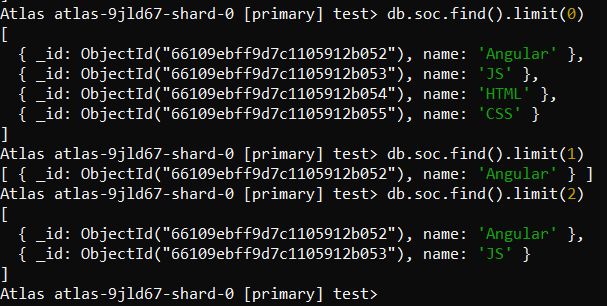 Atlas atlas-9jld67-shard-0 [primary] test> db.soc.find().limit(0)
[
  { _id: ObjectId("66109ebff9d7c1105912b052"), name: 'Angular' },
  { _id: ObjectId("66109ebff9d7c1105912b053"), name: 'JS' },
  { _id: ObjectId("66109ebff9d7c1105912b054"), name: 'HTML' },
  { _id: ObjectId("66109ebff9d7c1105912b055"), name: 'CSS' }
]
Atlas atlas-9jld67-shard-0 [primary] test> db.soc.find().limit(1)
[ { _id: ObjectId("66109ebff9d7c1105912b052"), name: 'Angular' } ]
Atlas atlas-9jld67-shard-0 [primary] test> db.soc.find().limit(2)
[
  { _id: ObjectId("66109ebff9d7c1105912b052"), name: 'Angular' },
  { _id: ObjectId("66109ebff9d7c1105912b053"), name: 'JS' }
]
Atlas atlas-9jld67-shard-0 [primary] test>